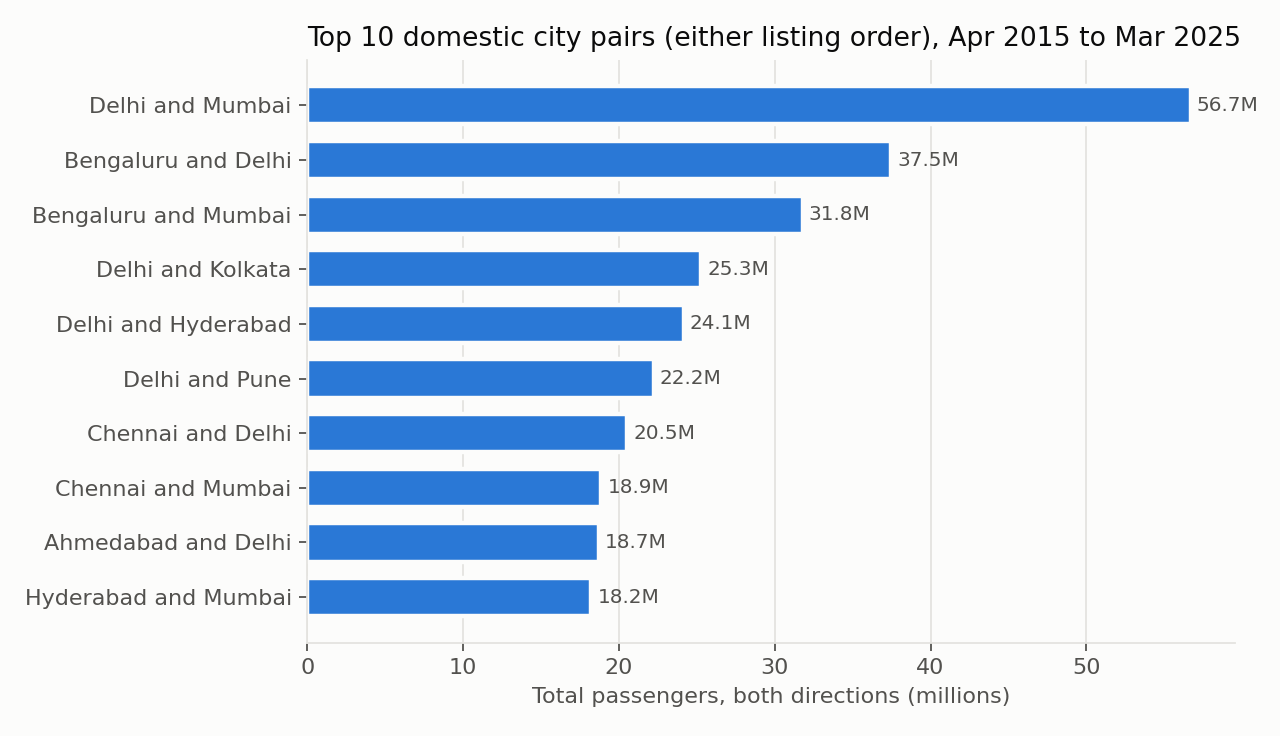 Top 10 domestic city pairs (either listing order), Apr 2015 to Mar 2025
Delhi and Mumbai 56.7M
Bengaluru and Delhi 37.5M
Bengaluru and Mumbai 31.8M
Delhi and Kolkata 25.3M
Delhi and Hyderabad 24.1M
Delhi and Pune 22.2M
Chennai and Delhi 20.5M
Chennai and Mumbai 18.9M
Ahmedabad and Delhi 18.7M
Hyderabad and Mumbai 18.2M
0 10 20 30 40 50
Total passengers, both directions (millions)